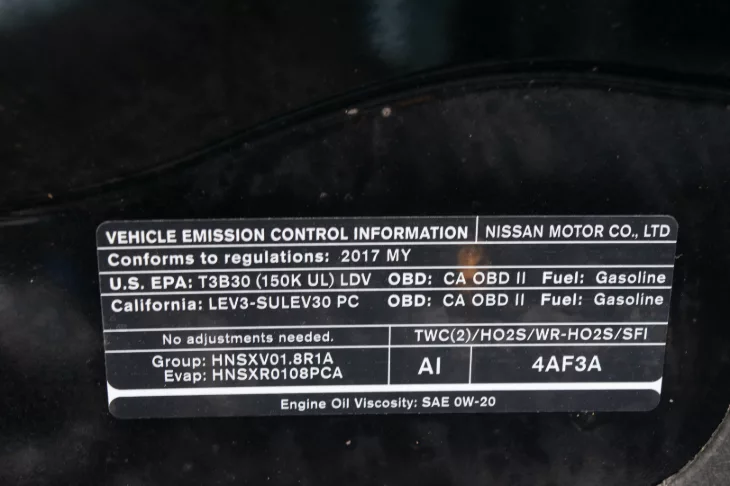 VEHICLE EMISSION CONTROL INFORMATION NISSAN MOTOR CO., LTD
Conforms to regulations: 2017 MY
U.S. EPA: T3B30 (150K UL) LDV OBD: CA OBD II Fuel: Gasoline
California: LEV3-SULEV30 PC OBD: CA OBD II Fuel: Gasoline
No adjustments needed. TWC(2)/HO2S/WR-HO2S/SFI
Group: HNSXV01.8R1A
Evap: HNSXR0108PCA
AI 4AF3A
Engine Oil Viscosity: SAE 0W-20